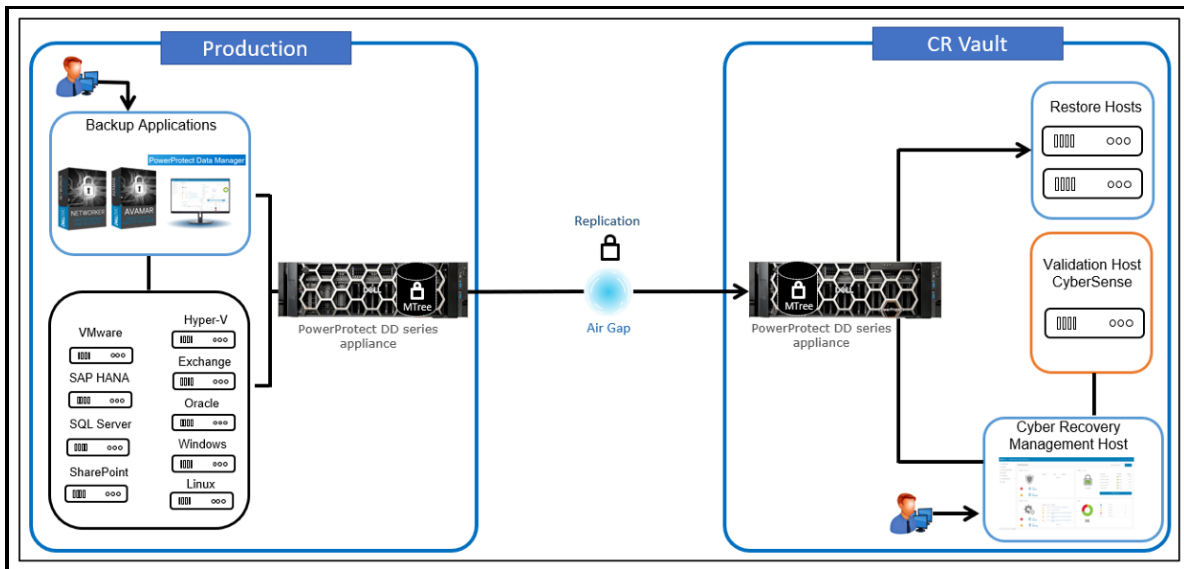 Production
Backup Applications
PowerProtect Data Manager
NETWORKER
AVAMAR
VMware
SAP HANA
SQL Server
SharePoint
Hyper-V
Exchange
Oracle
Windows
Linux
DELL
MTree
PowerProtect DD series
appliance
Replication
Air Gap
CR Vault
MTree
DELL
PowerProtect DD series
appliance
Restore Hosts
Validation Host
CyberSense
Cyber Recovery
Management Host